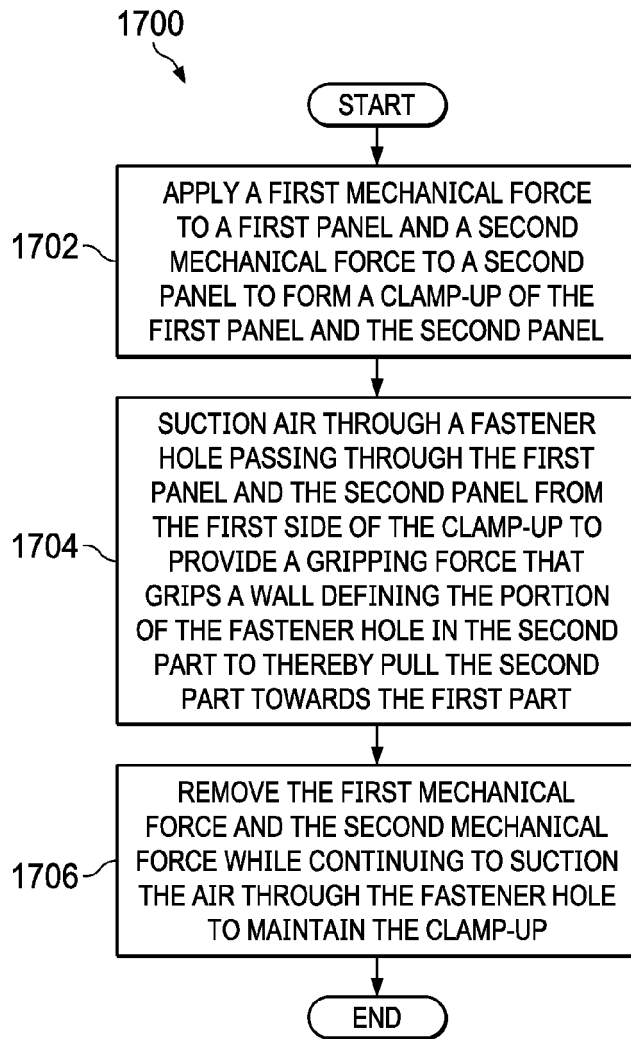 1700
START
1702
APPLY A FIRST MECHANICAL FORCE
TO A FIRST PANEL AND A SECOND
MECHANICAL FORCE TO A SECOND
PANEL TO FORM A CLAMP-UP OF THE
FIRST PANEL AND THE SECOND PANEL
1704
SUCTION AIR THROUGH A FASTENER
HOLE PASSING THROUGH THE FIRST
PANEL AND THE SECOND PANEL FROM
THE FIRST SIDE OF THE CLAMP-UP TO
PROVIDE A GRIPPING FORCE THAT
GRIPS A WALL DEFINING THE PORTION
OF THE FASTENER HOLE IN THE SECOND
PART TO THEREBY PULL THE SECOND
PART TOWARDS THE FIRST PART
1706
REMOVE THE FIRST MECHANICAL
FORCE AND THE SECOND MECHANICAL
FORCE WHILE CONTINUING TO SUCTION
THE AIR THROUGH THE FASTENER HOLE
TO MAINTAIN THE CLAMP-UP
END